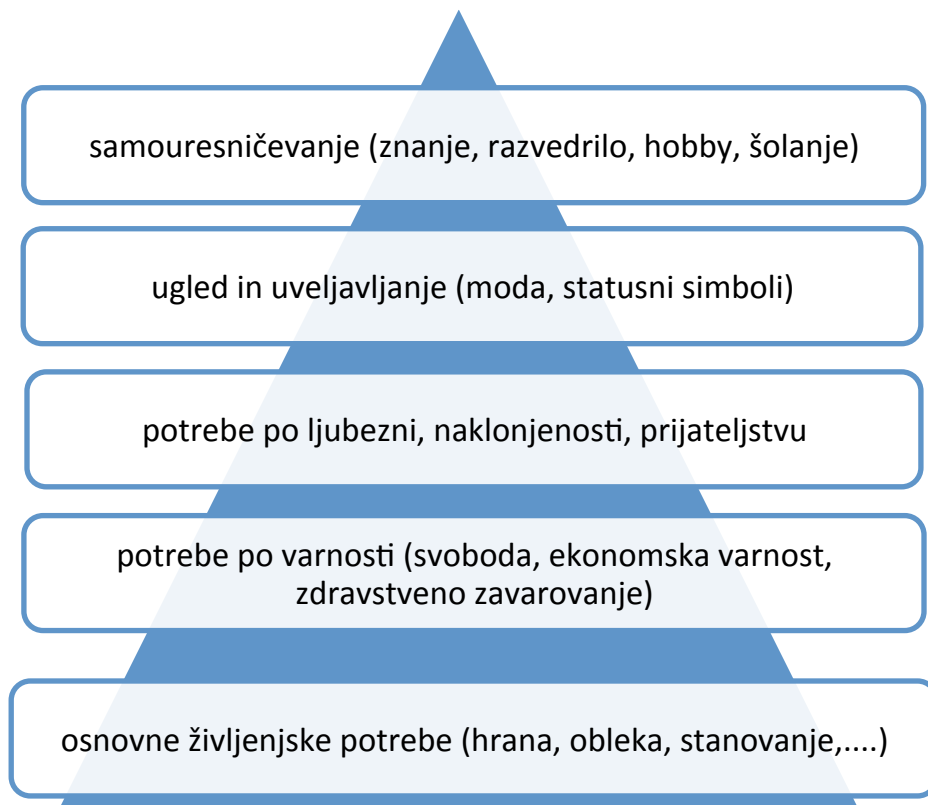 samouresničevanje (znanje, razvedrilo, hobby, šolanje)
ugled in uveljavljanje (moda, statusni simboli)
potrebe po ljubezni, naklonjenosti, prijateljstvu
potrebe po varnosti (svoboda, ekonomska varnost,
zdravstveno zavarovanje)
osnovne življenjske potrebe (hrana, obleka, stanovanje,....)